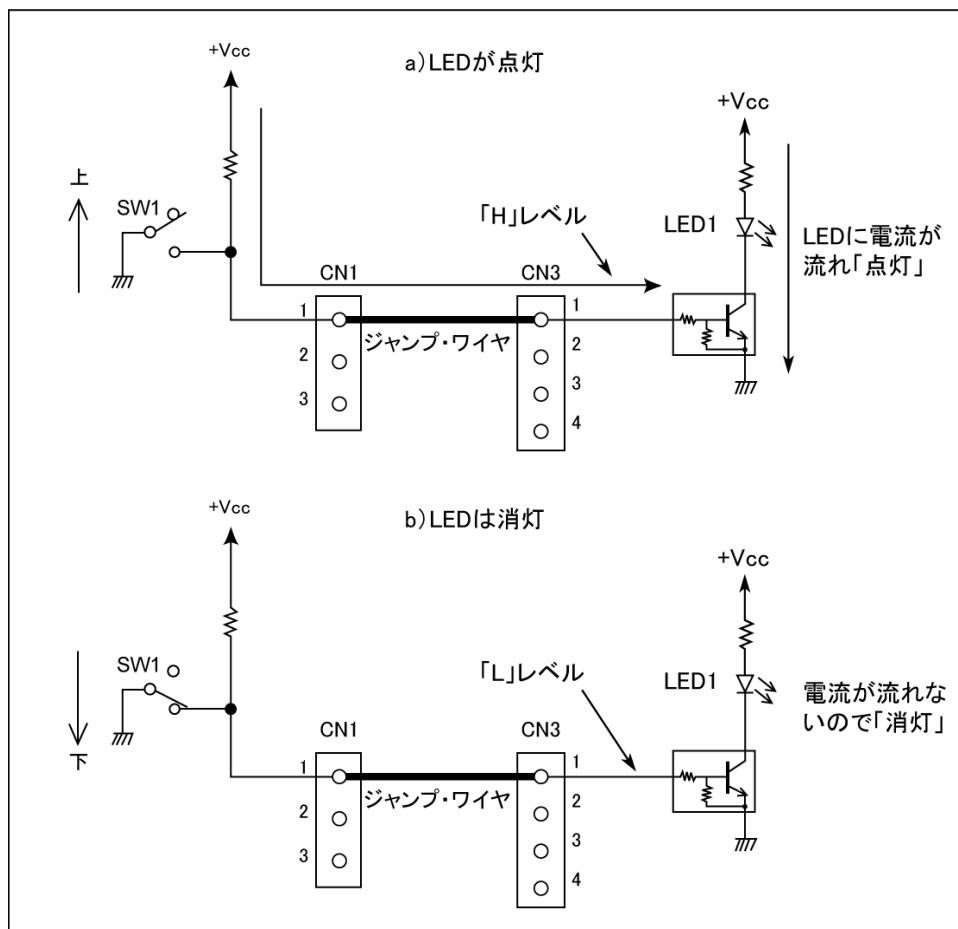 +Vcc
a)LEDが点灯
+Vcc
上
SW1
「H」レベル
LED1
LEDに電流が
流れ「点灯」
CN1
CN3
1
1
ジャンプ・ワイヤ
2
2
3
3
4
+Vcc
b)LEDは消灯
+Vcc
SW1
「L」レベル
LED1
電流が流れな
いので「消灯」
下
CN1
CN3
1
1
ジャンプ・ワイヤ
2
2
3
3
4